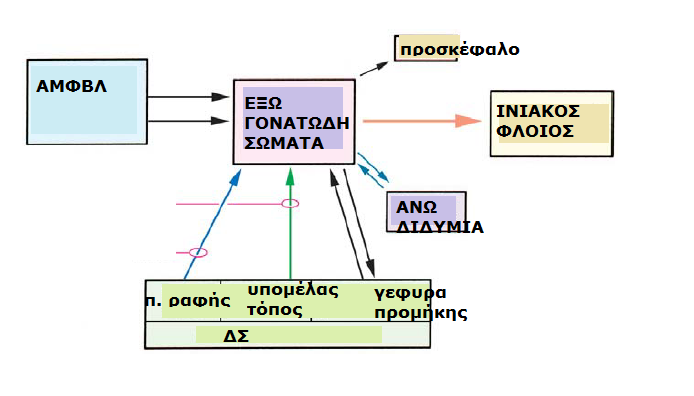 προσκέφαλο
ΑΜΦΒΛ
ΕΞΩ
ΓΟΝΑΤΩΔΗ
ΣΩΜΑΤΑ
ΙΝΙΑΚΟΣ
ΦΛΟΙΟΣ
ΑΝΩ
ΔΙΔΥΜΙΑ
π. ραφής
υπομέλας
τόπος
γεφυρα
προμήκης
ΔΣ